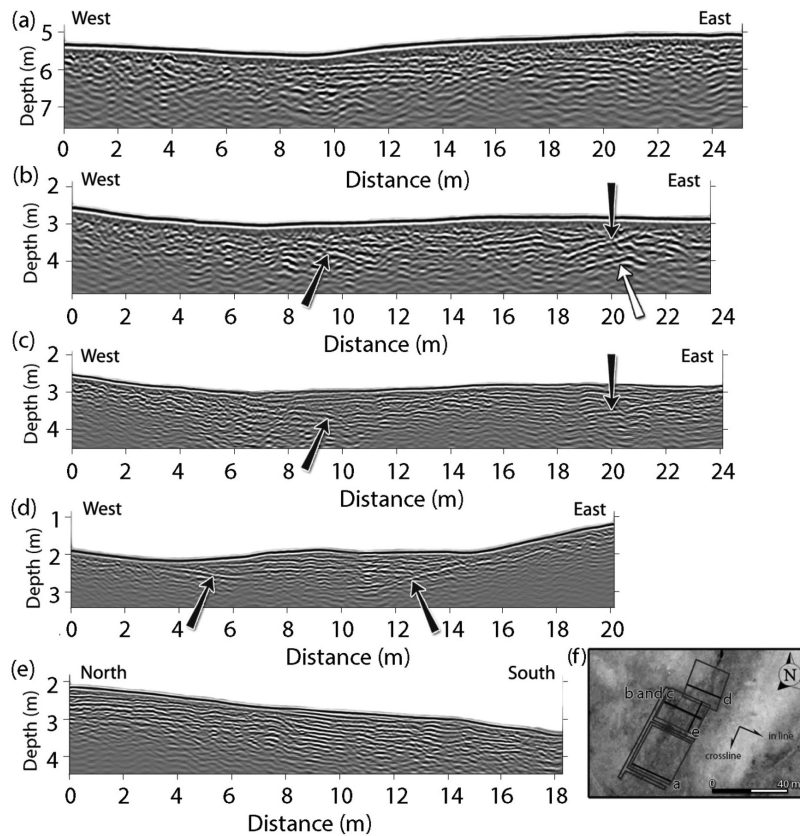 (a) West East
Depth (m)
5
6
7
0 2 4 6 8 10 12 14 16 18 20 22 24
Distance (m)
(b) West East
Depth (m)
2
3
4
0 2 4 6 8 10 12 14 16 18 20 22 24
Distance (m)
(c) West East
Depth (m)
2
3
4
0 2 4 6 8 10 12 14 16 18 20 22 24
Distance (m)
(d) West East
Depth (m)
1
2
3
0 2 4 6 8 10 12 14 16 18 20
Distance (m)
(e) North South
Depth (m)
2
3
4
0 2 4 6 8 10 12 14 16 18
Distance (m)
(f)
N
b and c
d
e
in line
crossline
a
0 40 m